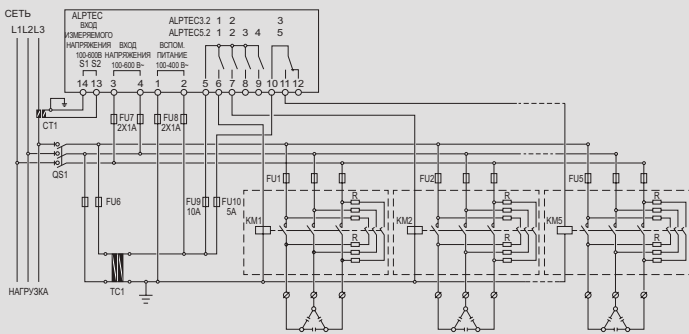 СЕТЬ
L1L2L3
ALPTEC
ВХОД
ИЗМЕРЯЕМОГО
НАПРЯЖЕНИЯ
100-600В
S1 S2
ВХОД
НАПРЯЖЕНИЯ
100-600 В~
ВСПОМ.
ПИТАНИЕ
100-400 В~
ALPTEC3.2 1 2 3
ALPTEC5.2 1 2 3 4 5
14 13 3 4 1 2 5 6 7 8 9 10 11 12
CT1
FU7
2X1A
FU8
2X1A
QS1
FU6
FU9
10A
FU10
5A
FU1
FU2
FU5
KM1
R
R
KM2
R
R
KM5
R
R
НАГРУЗКА
TC1